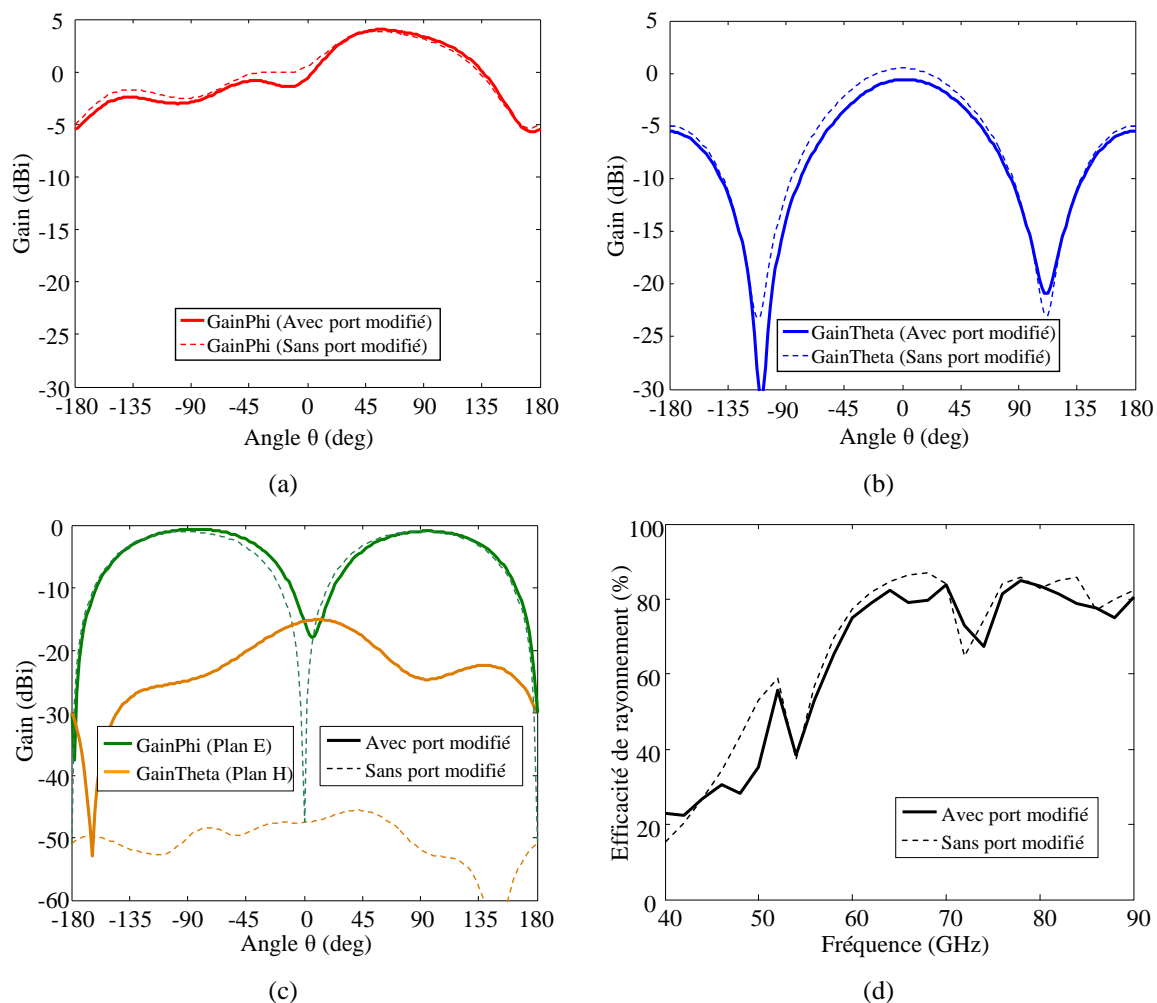 5
0
-5
-10
-15
-20
-25
-30
Gain (dBi)
GainPhi (Avec port modifié)
GainPhi (Sans port modifié)
-180 -135 -90 -45 0 45 90 135 180
Angle θ (deg)
(a)
5
0
-5
-10
-15
-20
-25
-30
Gain (dBi)
GainTheta (Avec port modifié)
GainTheta (Sans port modifié)
-180 -135 -90 -45 0 45 90 135 180
Angle θ (deg)
(b)
0
-10
-20
-30
-40
-50
-60
Gain (dBi)
GainPhi (Plan E)
GainTheta (Plan H)
Avec port modifié
Sans port modifié
-180 -135 -90 -45 0 45 90 135 180
Angle θ (deg)
(c)
100
80
60
40
20
0
Efficacité de rayonnement (%)
Avec port modifié
Sans port modifié
40 50 60 70 80 90
Fréquence (GHz)
(d)